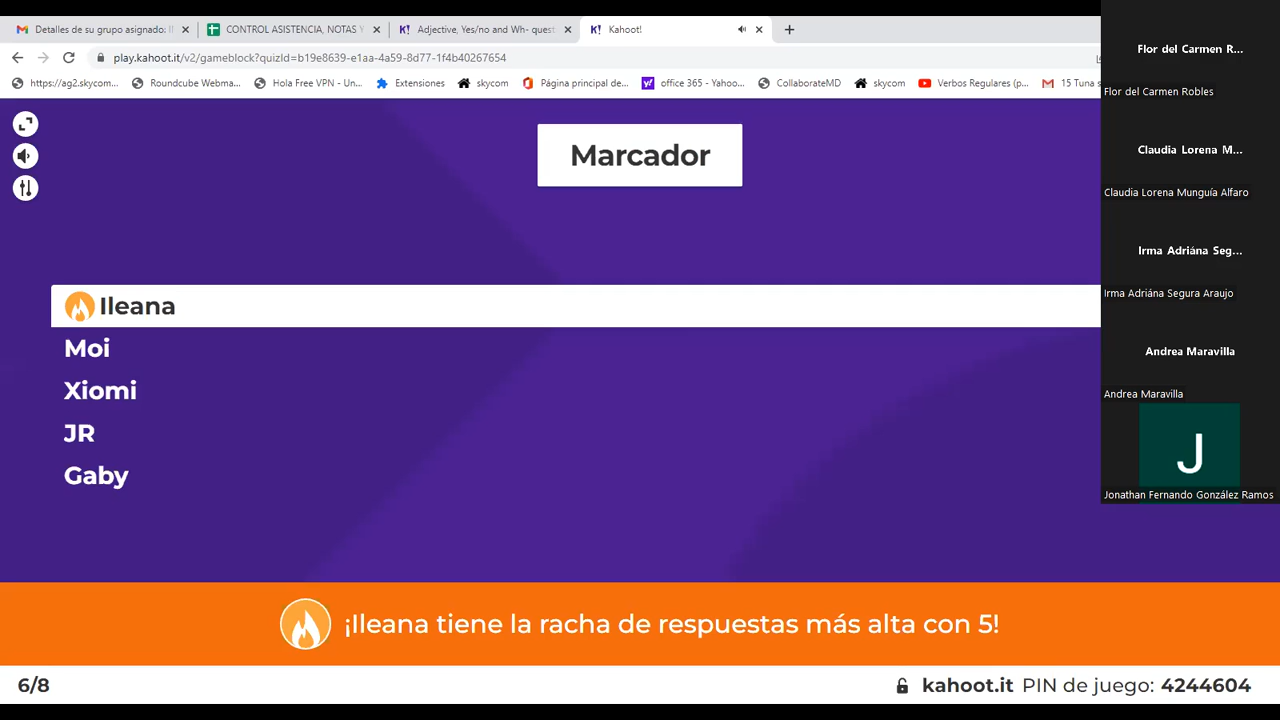 Detalles de su grupo asignado: I
CONTROL ASISTENCIA, NOTAS Y
Adjective, Yes/no and Wh- quest
Kahoot!
play.kahoot.it/v2/gameblock?quizId=b19e8639-e1aa-4a59-8d77-1f4b40267654
https://ag2.skycom...
Roundcube Webma...
Hola Free VPN - Un...
Extensiones
skycom
Página principal de...
office 365 - Yahoo...
CollaborateMD
skycom
Verbos Regulares (p...
15 Tuna s
Marcador
Ileana
Moi
Xiomi
JR
Gaby
¡Ileana tiene la racha de respuestas más alta con 5!
6/8
kahoot.it PIN de juego: 4244604
Flor del Carmen R...
Flor del Carmen Robles
Claudia Lorena M...
Claudia Lorena Munguía Alfaro
Irma Adriána Seg...
Irma Adriána Segura Araujo
Andrea Maravilla
Andrea Maravilla
J
Jonathan Fernando González Ramos